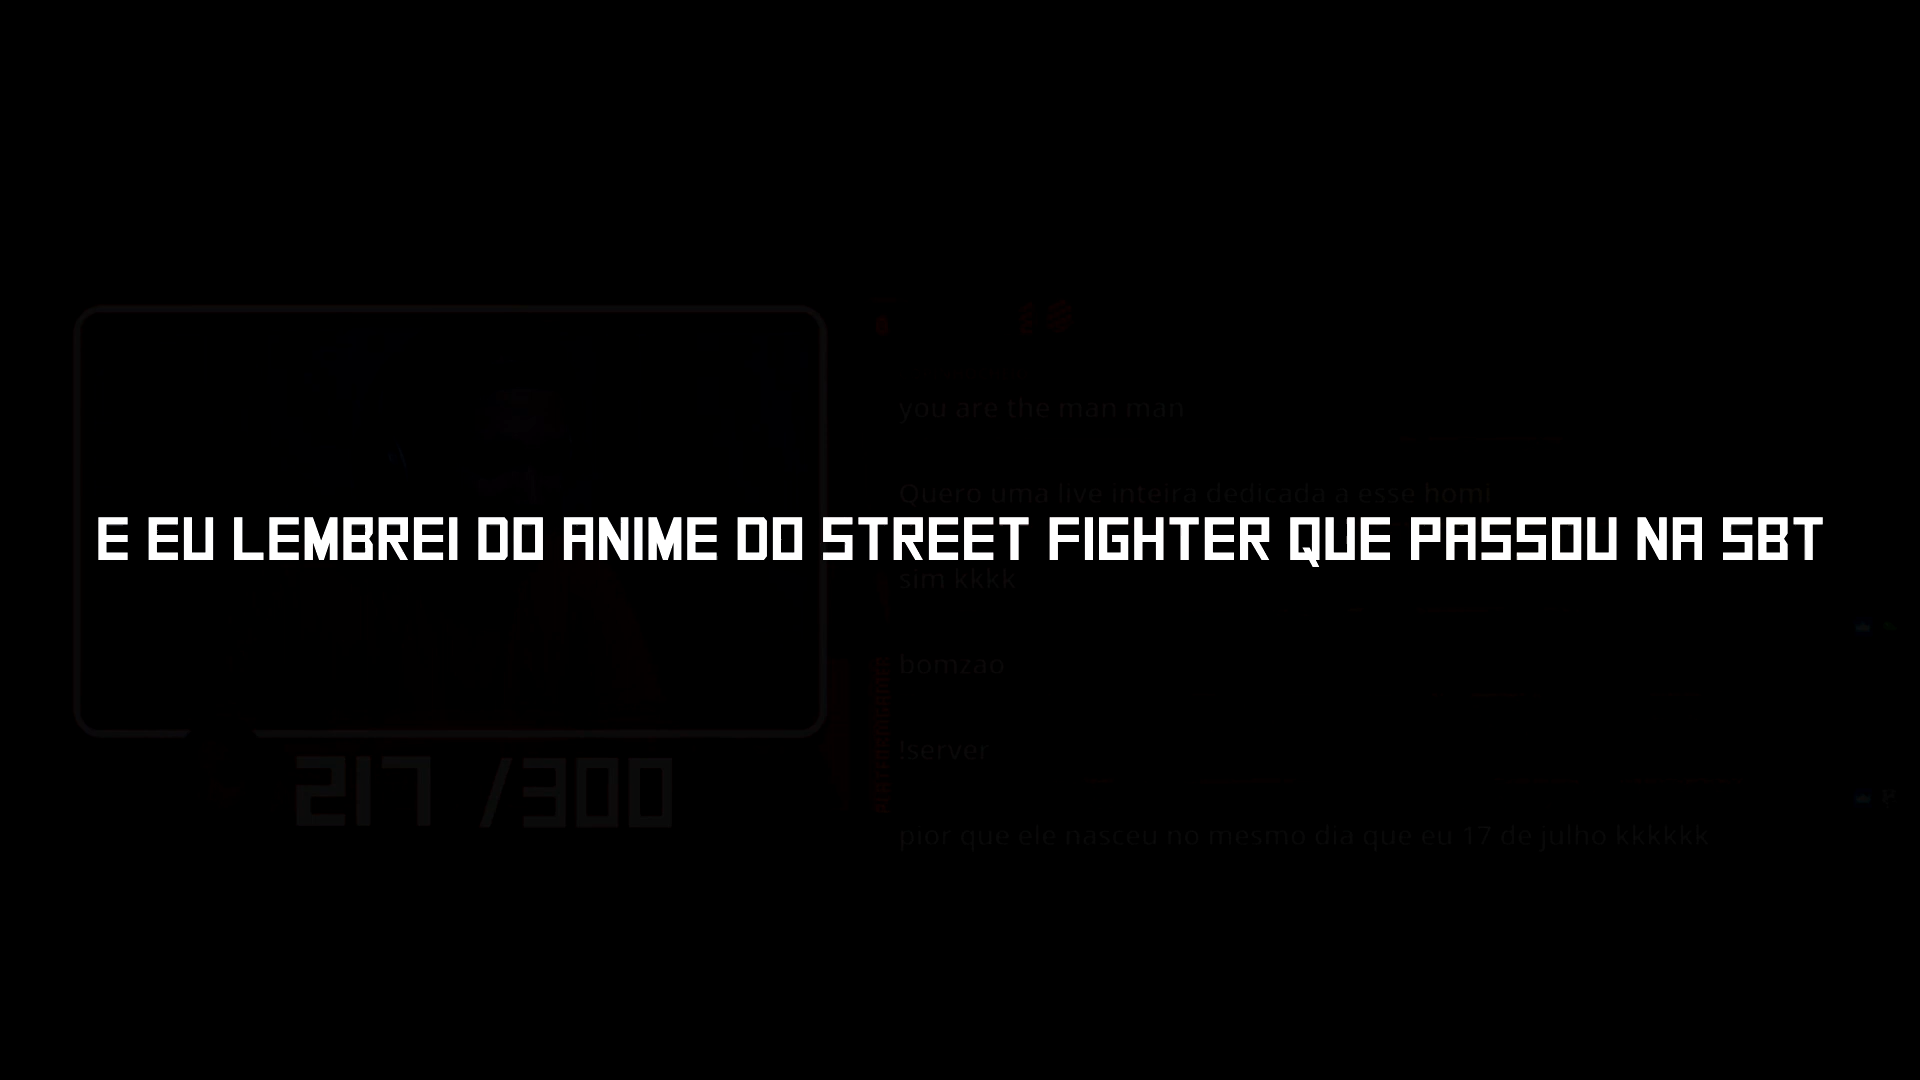 you are the man man
Quero uma live inteira dedicada a esse homi
E EU LEMBREI DO ANIME DO STREET FIGHTER QUE PASSOU NA SBT
sim kkkk
bomzao
!server
217 /300
pior que ele nasceu no mesmo dia que eu 17 de julho kkkkkk